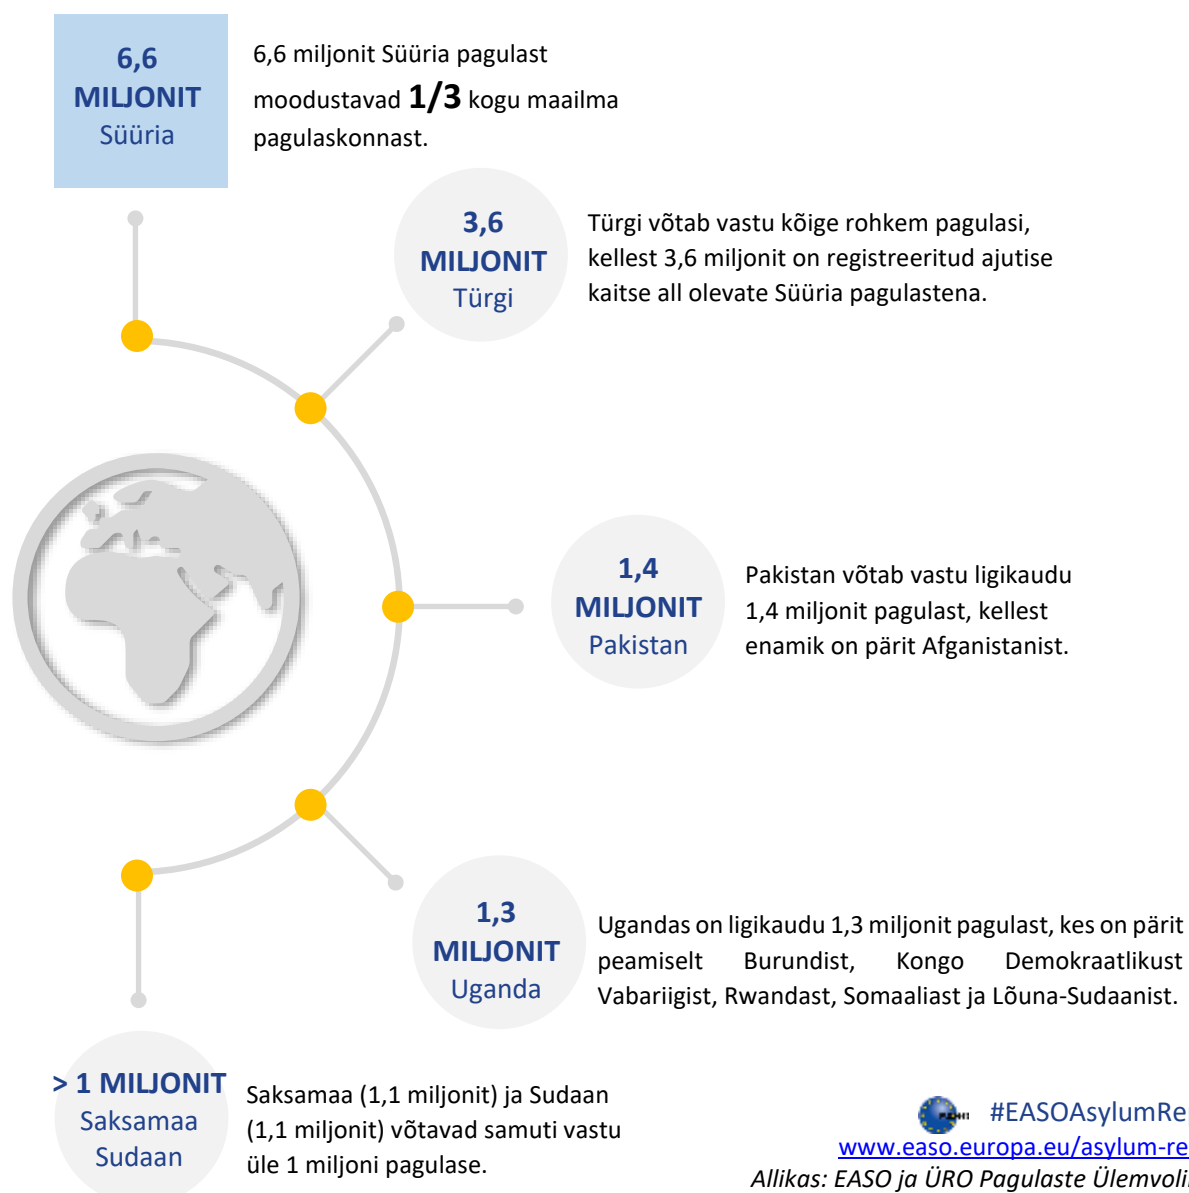 6,6
MILJONIT
Süüria
6,6 miljonit Süüria pagulast
moodustavad 1/3 kogu maailma
pagulaskonnast.
3,6
MILJONIT
Türgi
Türgi võtab vastu kõige rohkem pagulasi,
kellest 3,6 miljonit on registreeritud ajutise
kaitse all olevate Süüria pagulastena.
1,4
MILJONIT
Pakistan
Pakistan võtab vastu ligikaudu
1,4 miljonit pagulast, kellest
enamik on pärit Afganistanist.
1,3
MILJONIT
Uganda
Ugandas on ligikaudu 1,3 miljonit pagulast, kes on pärit
peamiselt Burundist, Kongo Demokraatlikust
Vabariigist, Rwandast, Somaaliast ja Lõuna-Sudaanist.
> 1 MILJONIT
Saksamaa
Sudaan
Saksamaa (1,1 miljonit) ja Sudaan
(1,1 miljonit) võtavad samuti vastu
üle 1 miljoni pagulase.
#EASOAsylumRe
www.easo.europa.eu/asylum-re
Allikas: EASO ja ÜRO Pagulaste Ülemvoli